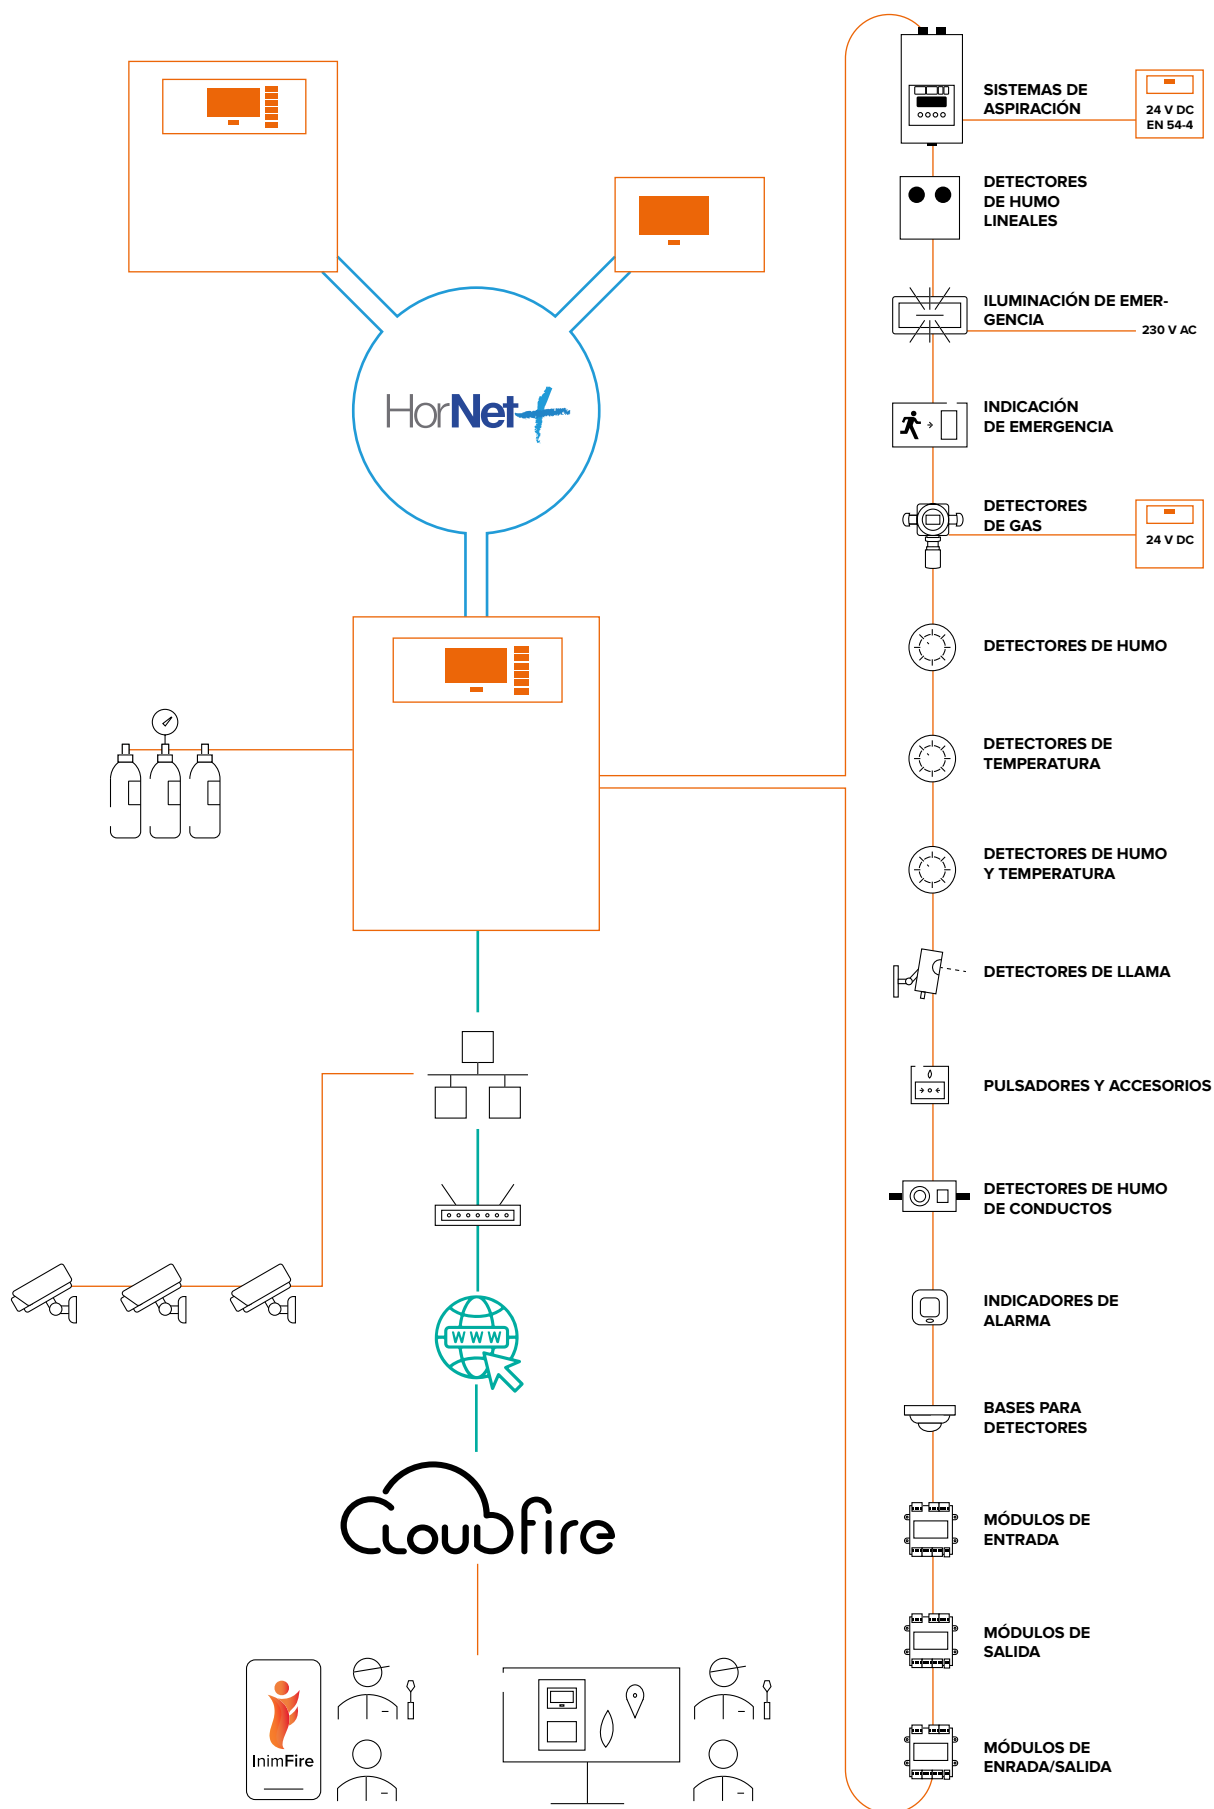 SISTEMAS DE
ASPIRACIÓN
24 V DC
EN 54-4
DETECTORES
DE HUMO
LINEALES
ILUMINACIÓN DE EMER-
GENCIA
230 V AC
HorNet+
INDICACIÓN
DE EMERGENCIA
DETECTORES
DE GAS
24 V DC
DETECTORES DE HUMO
DETECTORES DE
TEMPERATURA
DETECTORES DE HUMO
Y TEMPERATURA
DETECTORES DE LLAMA
PULSADORES Y ACCESORIOS
DETECTORES DE HUMO
DE CONDUCTOS
INDICADORES DE
ALARMA
WWW
BASES PARA
DETECTORES
CLOUDfire
MÓDULOS DE
ENTRADA
MÓDULOS DE
SALIDA
InimFire
MÓDULOS DE
ENRADA/SALIDA